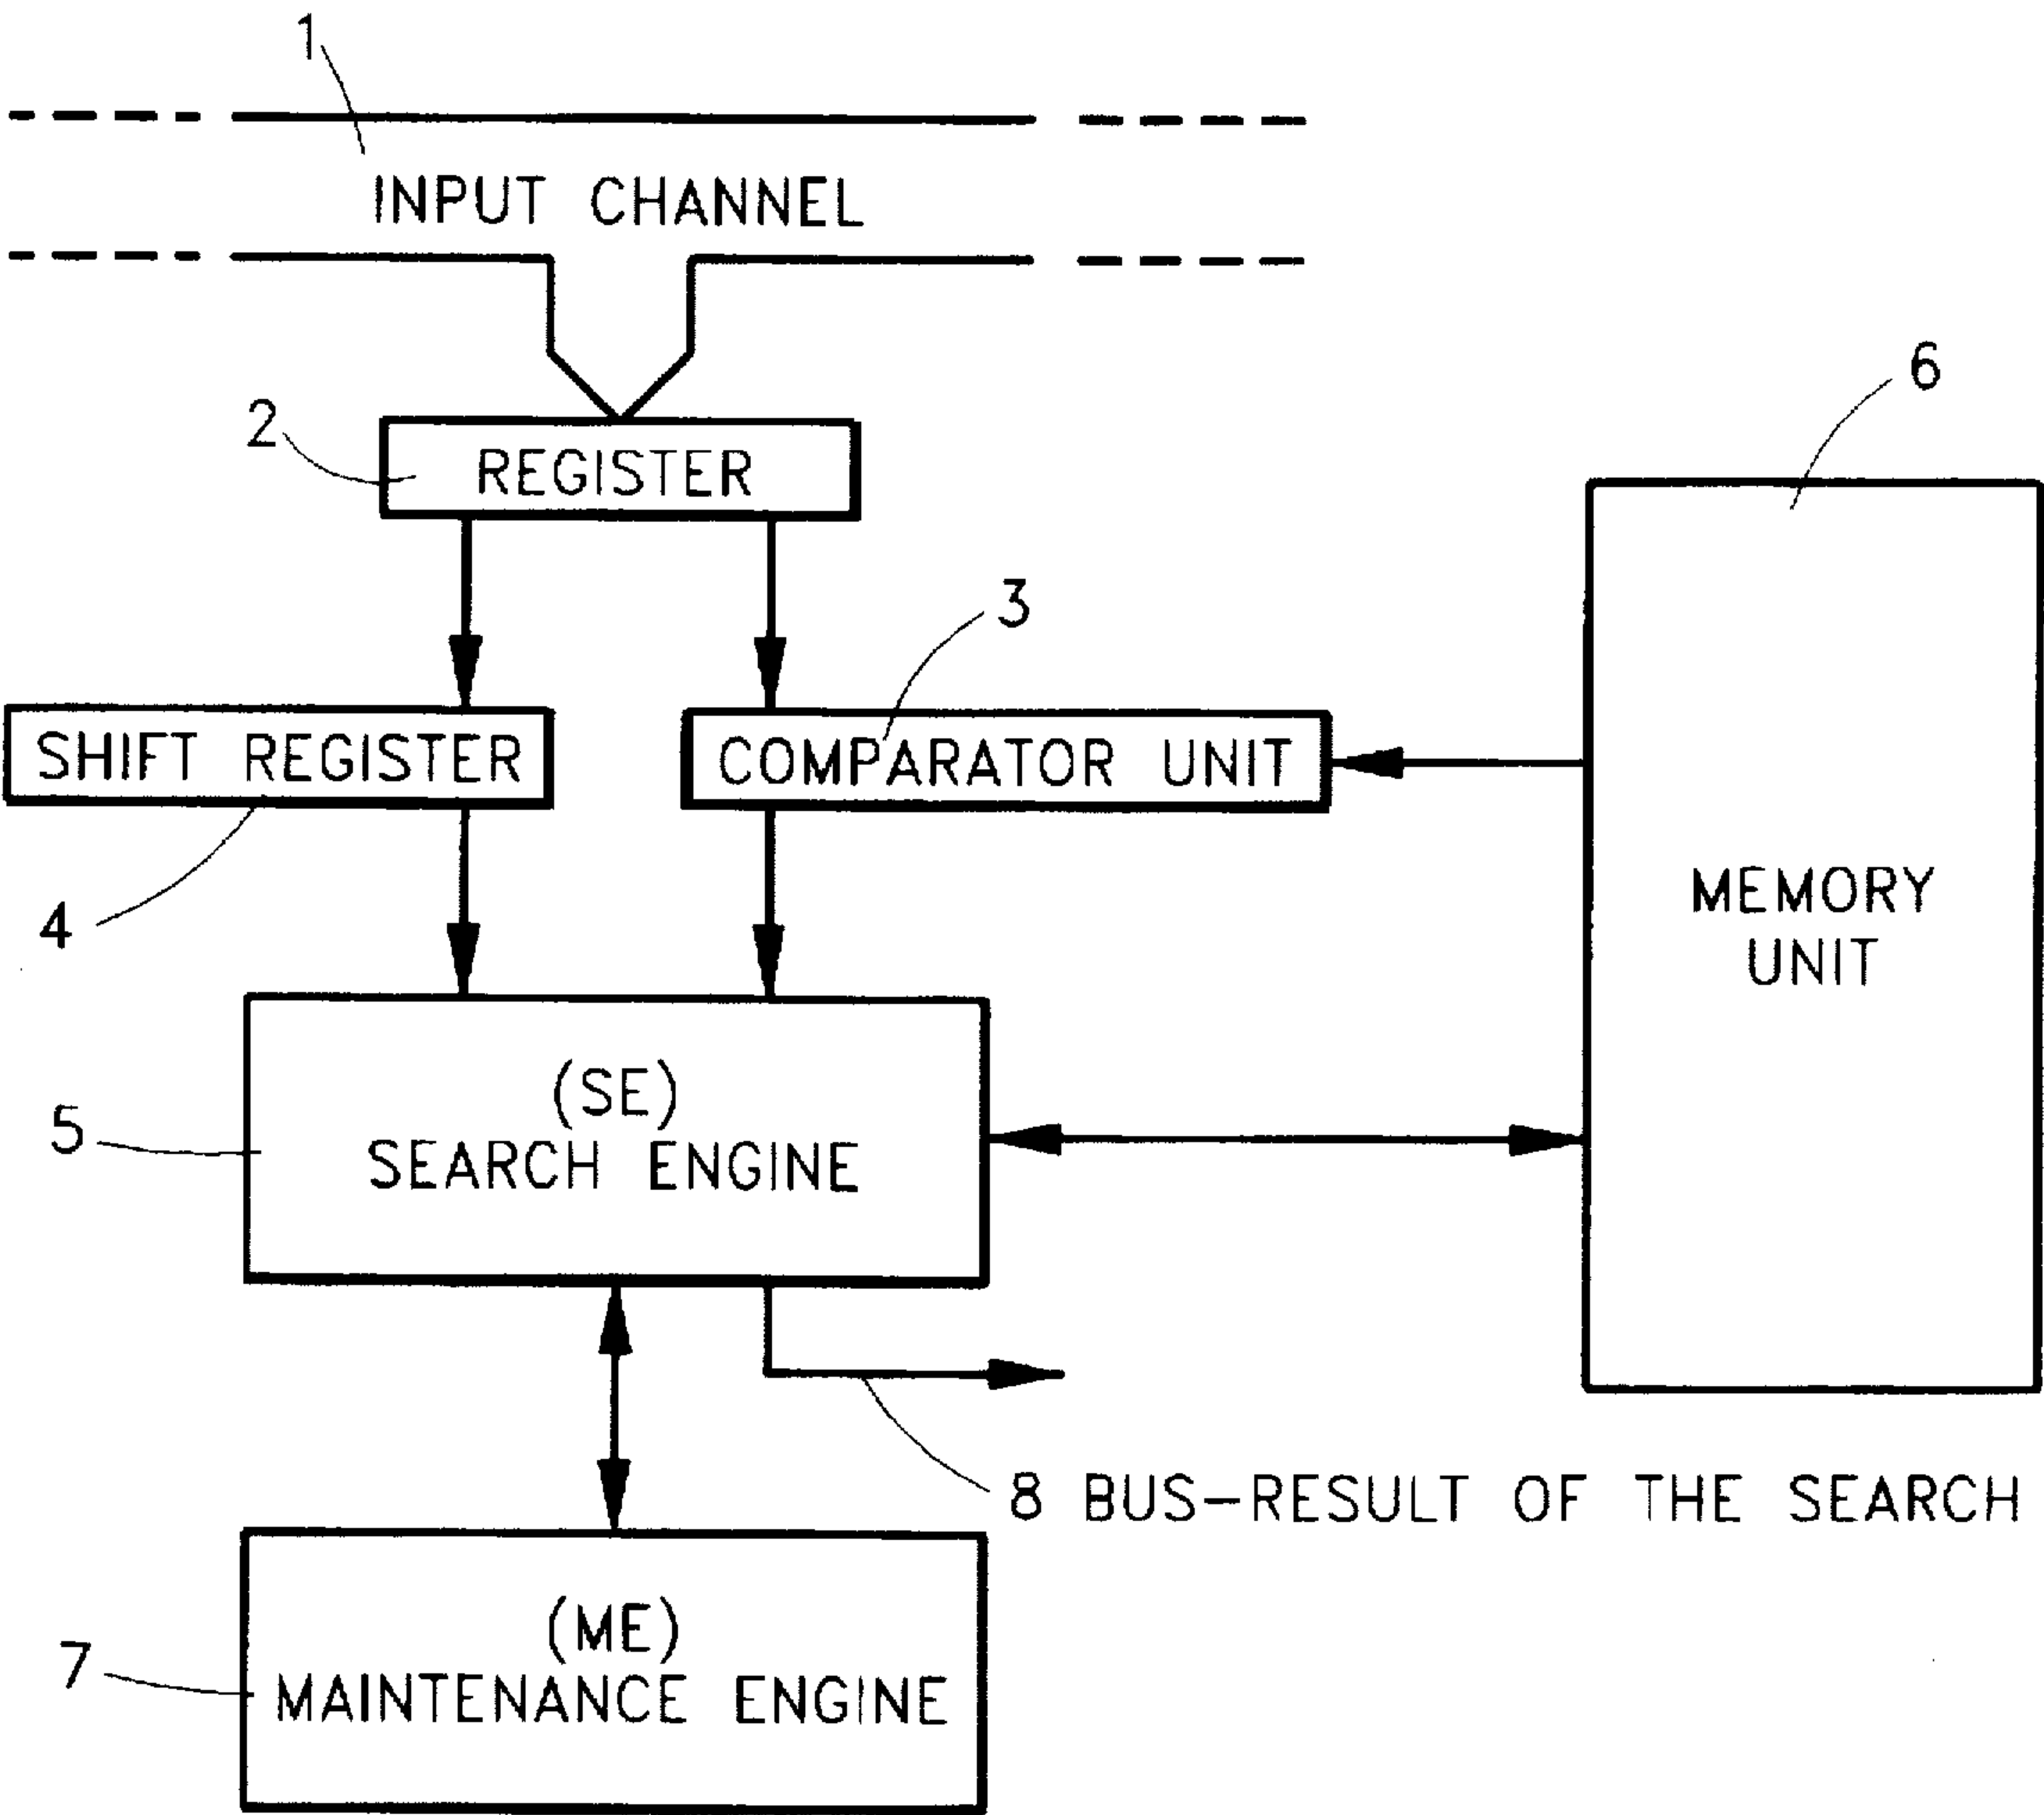 1
INPUT CHANNEL
2
REGISTER
6
3
SHIFT REGISTER
COMPARATOR UNIT
4
MEMORY
UNIT
5
(SE)
SEARCH ENGINE
8 BUS-RESULT OF THE SEARCH
7
(ME)
MAINTENANCE ENGINE